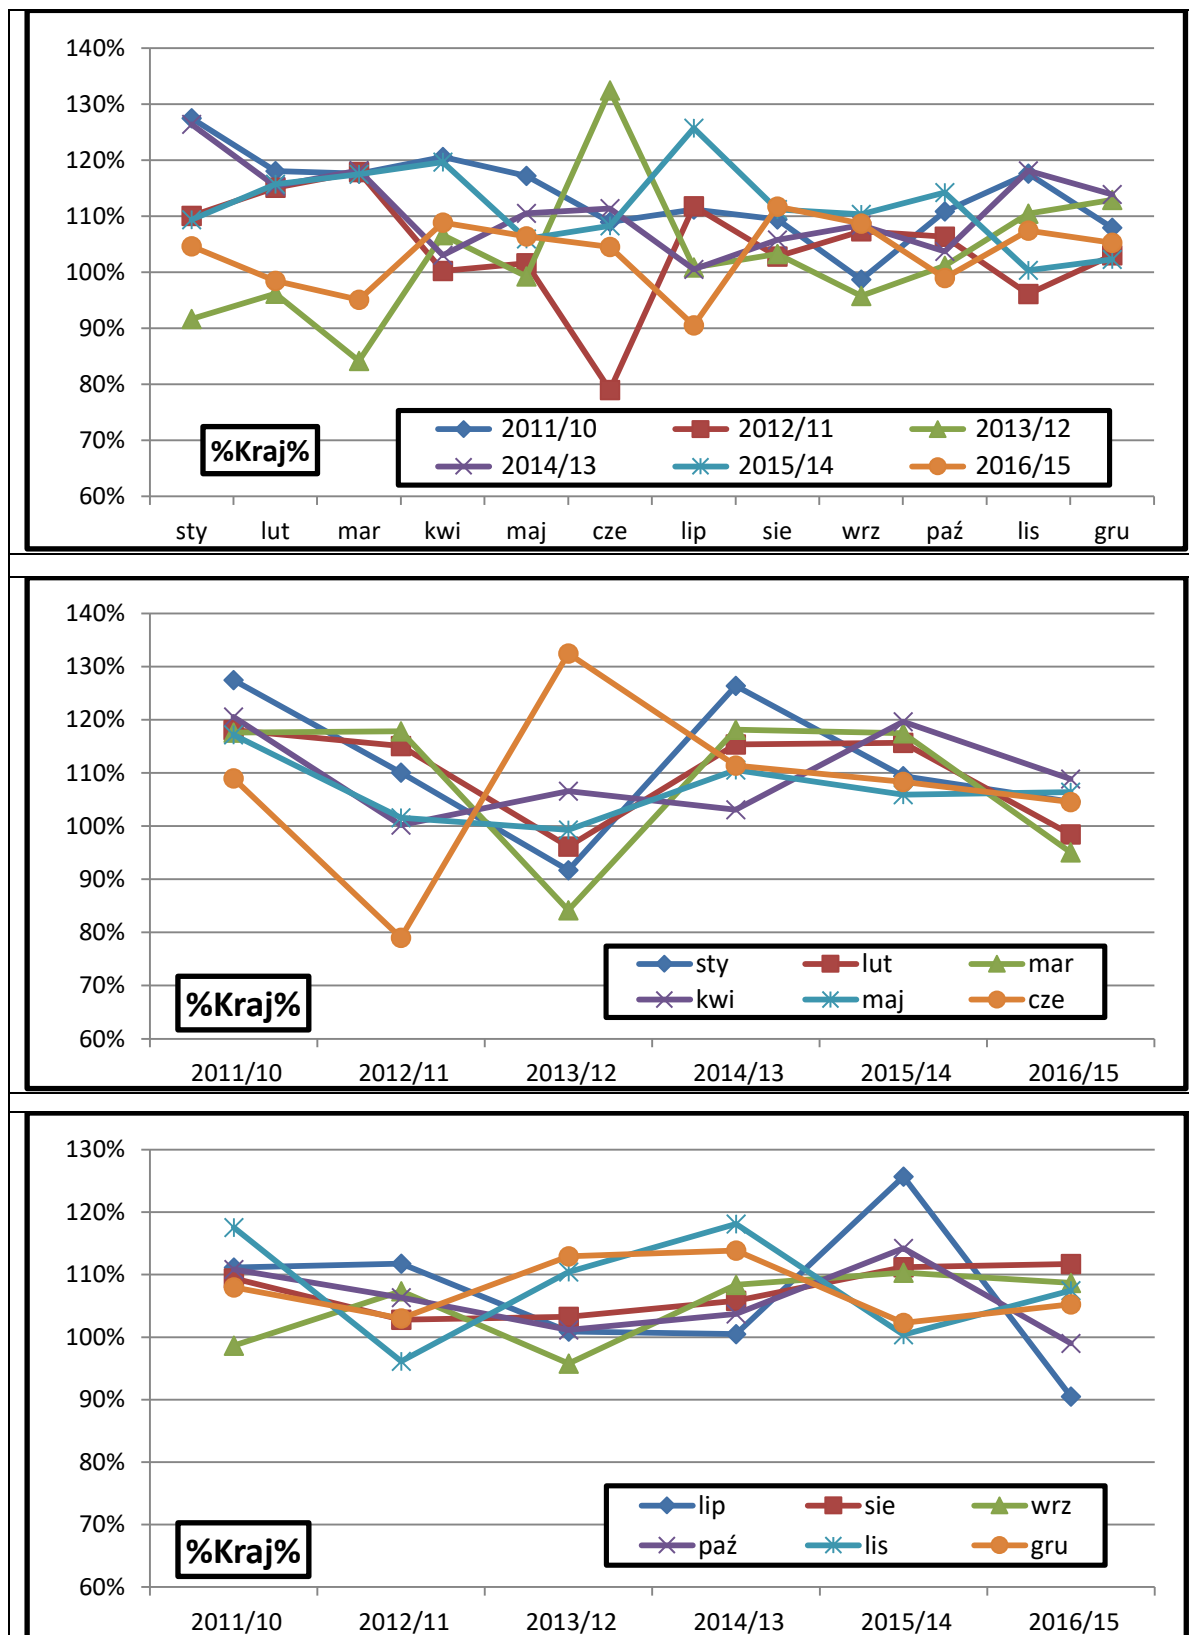 140%
130%
120%
110%
100%
90%
80%
70%
60%
%Kraj%
2011/10 2012/11 2013/12
2014/13 2015/14 2016/15
sty lut mar kwi maj cze lip sie wrz paź lis gru
140%
130%
120%
110%
100%
90%
80%
70%
60%
%Kraj%
sty lut mar
kwi maj cze
2011/10 2012/11 2013/12 2014/13 2015/14 2016/15
130%
120%
110%
100%
90%
80%
70%
60%
%Kraj%
lip sie wrz
paź lis gru
2011/10 2012/11 2013/12 2014/13 2015/14 2016/15